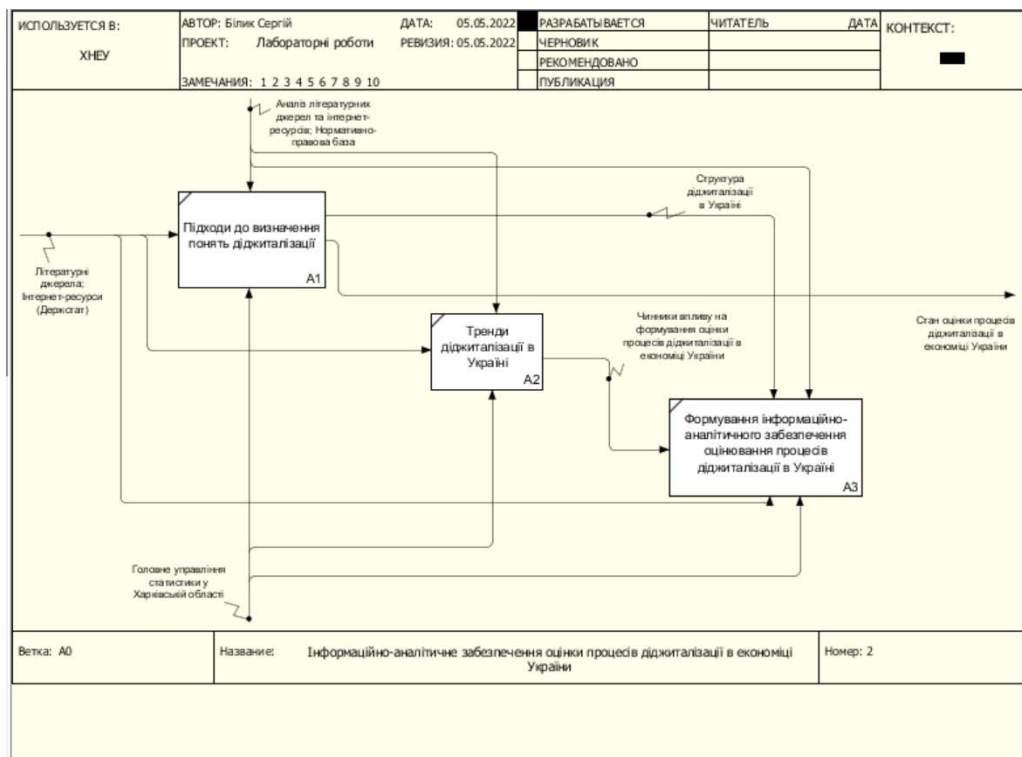 ИСПОЛЬЗУЕТСЯ В:
ХНЕУ
АВТОР: Білик Сергій
ДАТА: 05.05.2022
ПРОЕКТ: Лабораторні роботи
РЕВИЗИЯ: 05.05.2022
ЗАМЕЧАНИЯ: 1 2 3 4 5 6 7 8 9 10
РАЗРАБАТЫВАЕТСЯ
ЧЕРНОВИК
РЕКОМЕНДОВАНО
ПУБЛИКАЦИЯ
ЧИТАТЕЛЬ
ДАТА
КОНТЕКСТ:
Аналіз літературних
джерел та інтернет-
ресурсів; Нормативно-
правова база
Структура
діджиталізації
в Україні
Підходи до визначення
понять діджиталізації
A1
Літературні
джерела;
Інтернет-ресурси
(Держстат)
Тренди
діджиталізації в
Україні
A2
Чинники впливу на
формування оцінки
процесів діджиталізації в
економіці України
Стан оцінки процесів
діджиталізації в
економіці України
Формування інформаційно-
аналітичного забезпечення
оцінювання процесів
діджиталізації в Україні
A3
Головне управління
статистики у
Харківській області
Ветка: A0
Название: Інформаційно-аналітичне забезпечення оцінки процесів діджиталізації в економіці
України
Номер: 2